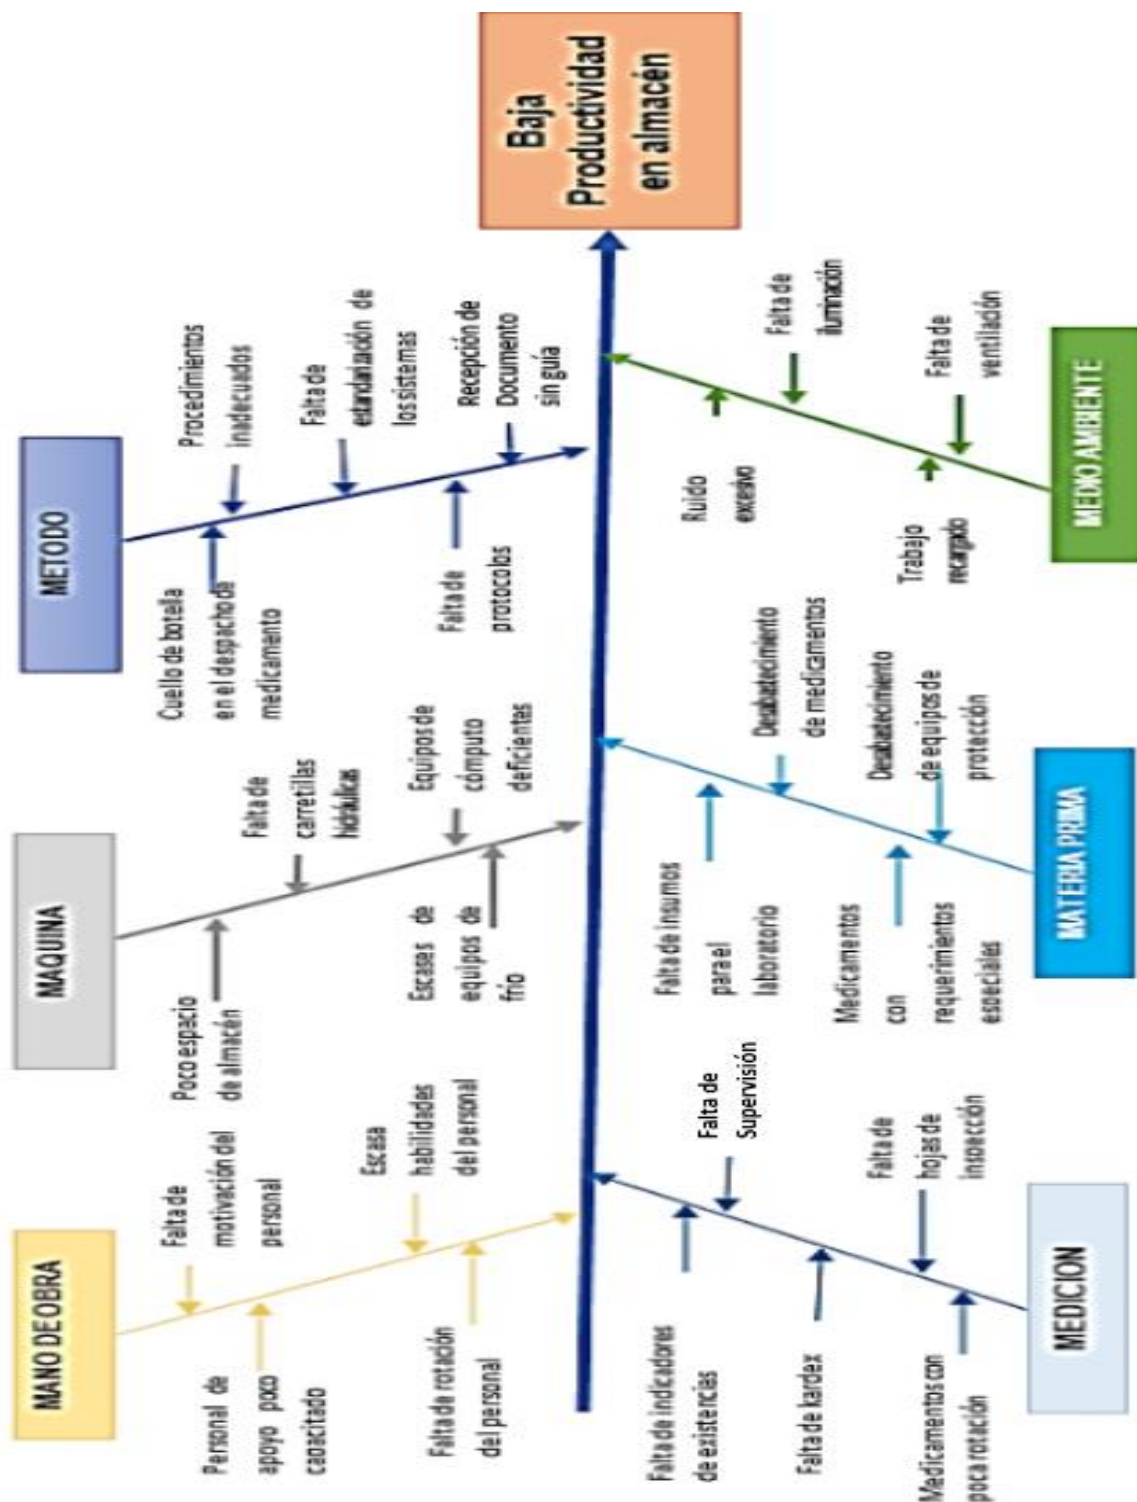 MANO DE OBRA
Falta de
motivación del
personal
Personal de
apoyo poco
capacitado
Escasa
habilidades
del personal
Falta de rotación
del personal
MAQUINA
Poco espacio
de almacén
Falta de
carretillas
hidráulicas
Equipos de
cómputo
deficientes
Escases de
equipos de
frío
METODO
Procedimientos
inadecuados
Cuello de botella
en el despacho de
medicamento
Falta de
estandarización de
los sistemas
Recepción de
Documento
sin guía
Falta de
protocolos
Baja
Productividad
en almacén
Falta de indicadores
de existencias
Falta de
Supervisión
Falta de kardex
Falta de
hojas de
inspección
Medicamentos con
poca rotación
MEDICION
Falta de insumos
para el
laboratorio
Desabastecimiento
de medicamentos
Medicamentos
con
requerimientos
especiales
Desabastecimiento
de equipos de
protección
MATERIA PRIMA
Ruido
excesivo
Falta de
iluminación
Trabajo
recargado
Falta de
ventilación
MEDIO AMBIENTE